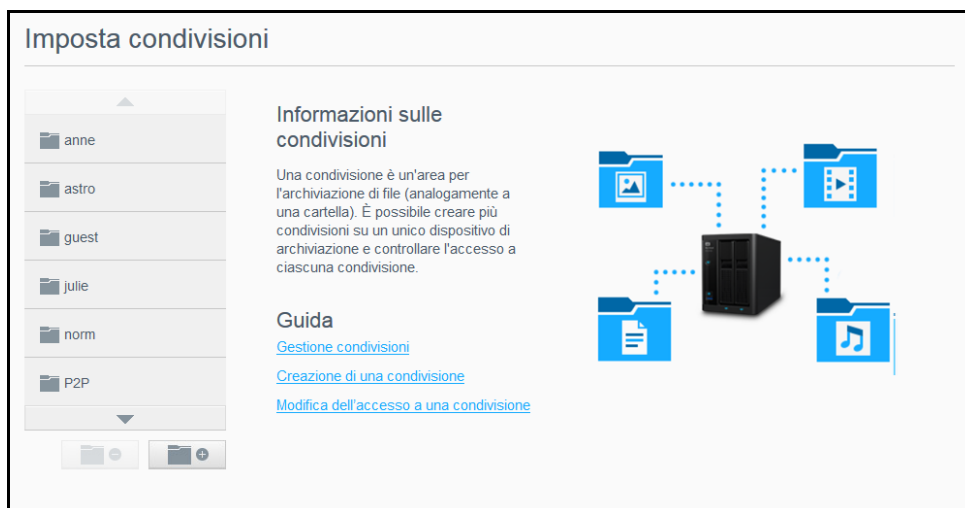 Imposta condivisioni
anne
astro
guest
julie
norm
P2P
Informazioni sulle
condivisioni
Una condivisione è un'area per
l'archiviazione di file (analogamente a
una cartella). È possibile creare più
condivisioni su un unico dispositivo di
archiviazione e controllare l'accesso a
ciascuna condivisione.
Guida
Gestione condivisioni
Creazione di una condivisione
Modifica dell'accesso a una condivisione